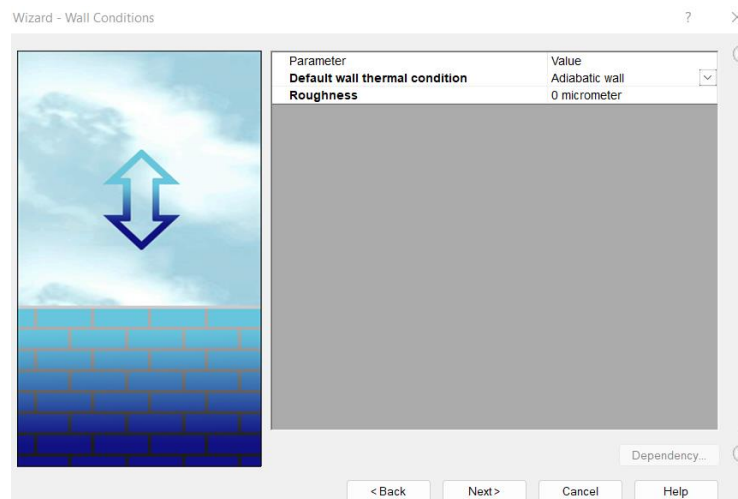 Wizard - Wall Conditions ?
Parameter Value
Default wall thermal condition Adiabatic wall
Roughness 0 micrometer
Dependency...
< Back Next > Cancel Help